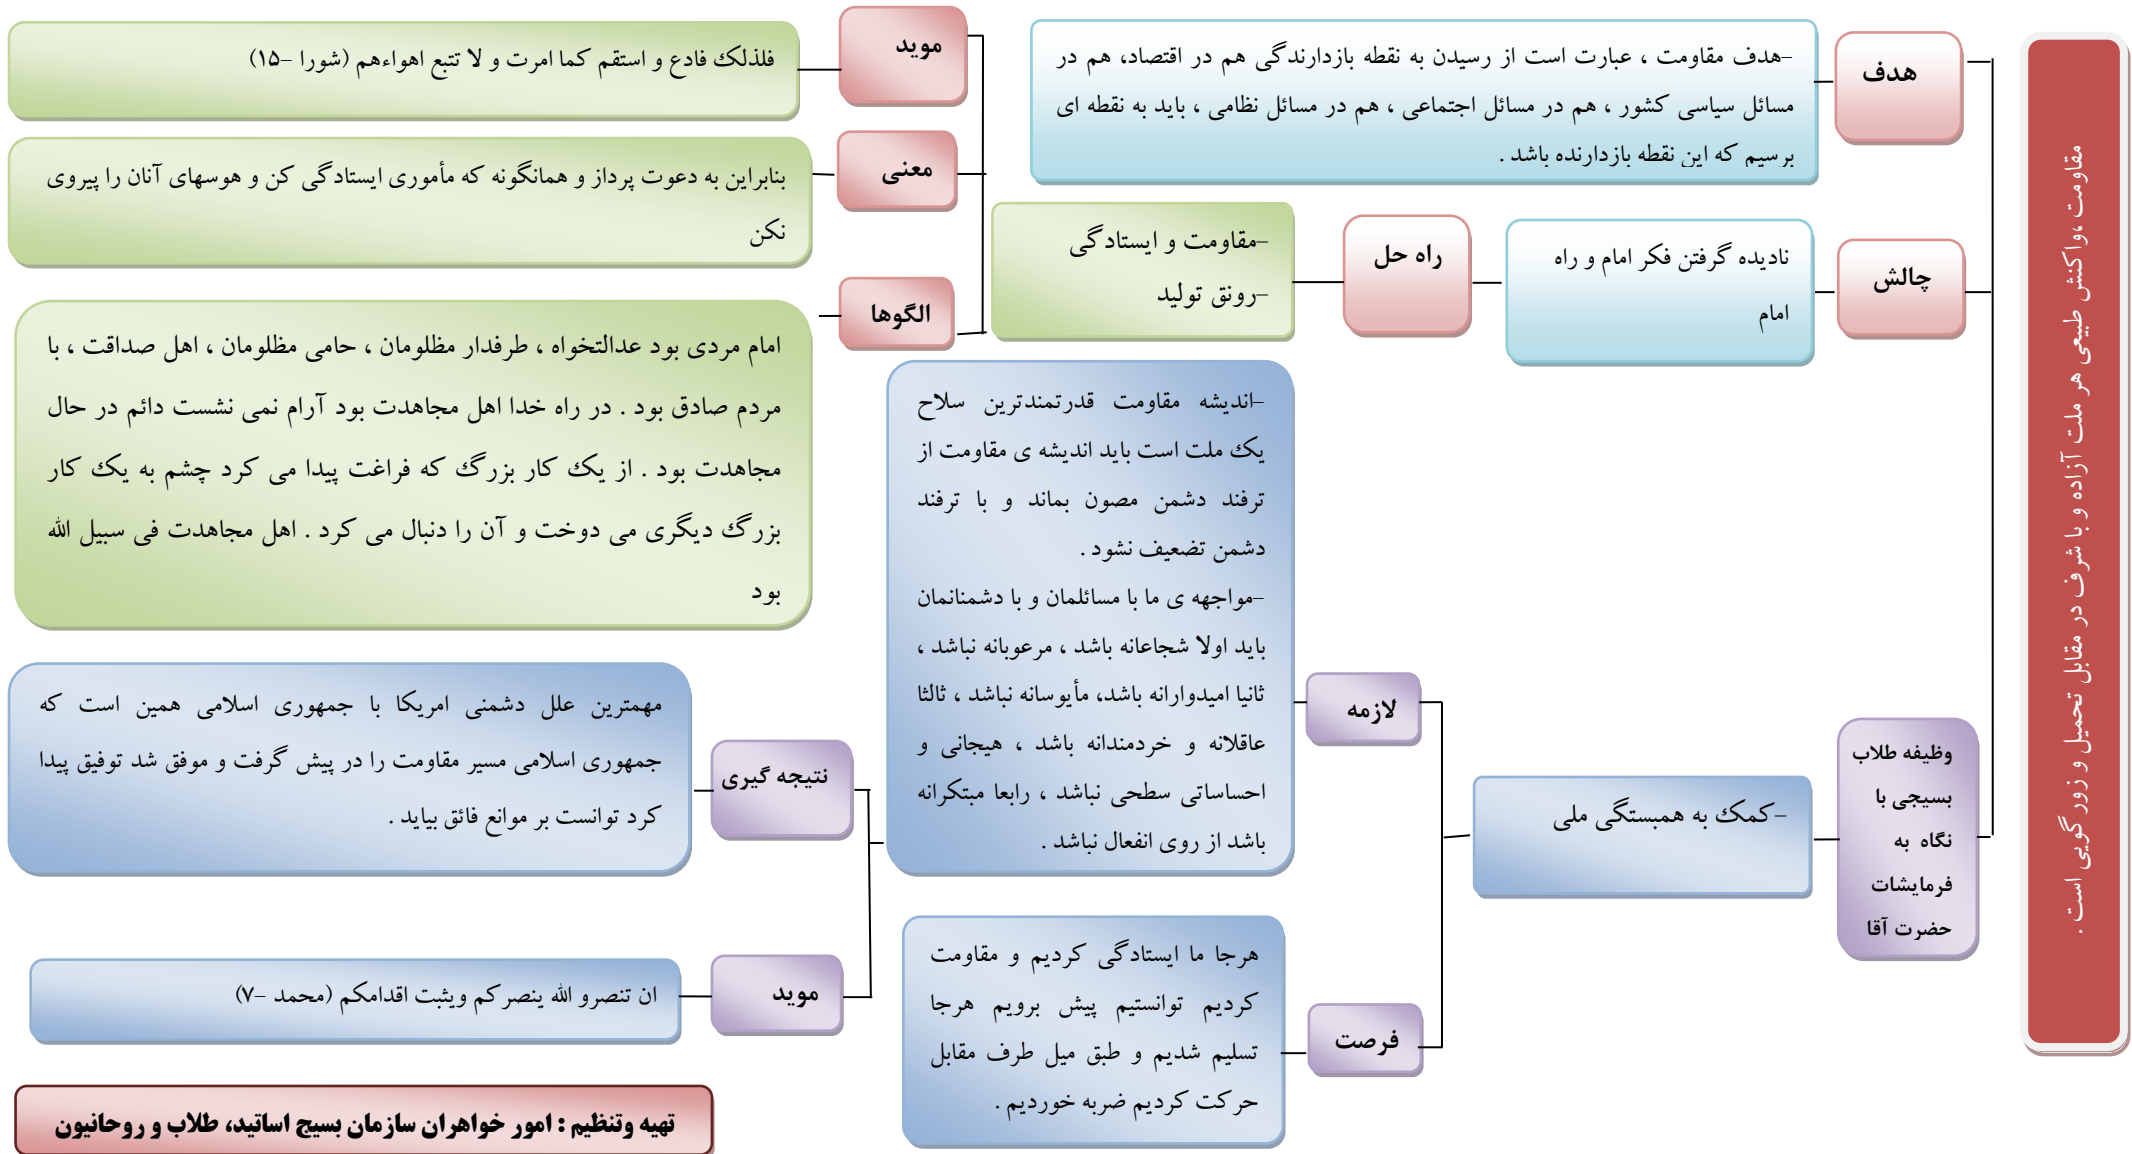 مقاومت ،واکنش طبیعی هر ملت آزاده و با شرف در مقابل تحمیل و زور گویی است .
هدف
-هدف مقاومت ، عبارت است از رسیدن به نقطه بازدارندگی هم در اقتصاد، هم در
مسائل سیاسی کشور ، هم در مسائل اجتماعی ، هم در مسائل نظامی ، باید به نقطه ای
برسیم که این نقطه بازدارنده باشد .
چالش
نادیده گرفتن فکر امام و راه
امام
راه حل
-مقاومت و ایستادگی
-رونق تولید
موید
فلذلک فادع و استقم کما امرت و لا تتبع اهواءهم (شورا -۱۵)
معنی
بنابراین به دعوت پرداز و همانگونه که مأموری ایستادگی کن و هوسهای آنان را پیروی
نکن
الگوها
امام مردی بود عدالتخواه ، طرفدار مظلومان ، حامی مظلومان ، اهل صداقت ، با
مردم صادق بود . در راه خدا اهل مجاهدت بود آرام نمی نشست دائم در حال
مجاهدت بود . از یک کار بزرگ که فراغت پیدا می کرد چشم به یک کار
بزرگ دیگری می دوخت و آن را دنبال می کرد . اهل مجاهدت فی سبیل الله
بود
وظیفه طلاب
بسیجی با
نگاه به
فرمایشات
حضرت آقا
-کمک به همبستگی ملی
لازمه
-اندیشه مقاومت قدرتمندترین سلاح
یک ملت است باید اندیشه ی مقاومت از
ترفند دشمن مصون بماند و با ترفند
دشمن تضعیف نشود .
-مواجهه ی ما با مسائلمان و با دشمنانمان
باید اولا شجاعانه باشد ، مرعوبانه نباشد ،
ثانیا امیدوارانه باشد، مأیوسانه نباشد ، ثالثا
عاقلانه و خردمندانه باشد ، هیجانی و
احساساتی سطحی نباشد ، رابعا مبتکرانه
باشد از روی انفعال نباشد .
فرصت
هرجا ما ایستادگی کردیم و مقاومت
کردیم توانستیم پیش برویم هرجا
تسلیم شدیم و طبق میل طرف مقابل
حرکت کردیم ضربه خوردیم .
نتیجه گیری
مهمترین علل دشمنی امریکا با جمهوری اسلامی همین است که
جمهوری اسلامی مسیر مقاومت را در پیش گرفت و موفق شد توفیق پیدا
کرد توانست بر موانع فائق بیاید .
موید
ان تنصرو الله ینصرکم ویثبت اقدامکم (محمد -۷)
تهیه وتنظیم : امور خواهران سازمان بسیج اساتید، طلاب و روحانیون